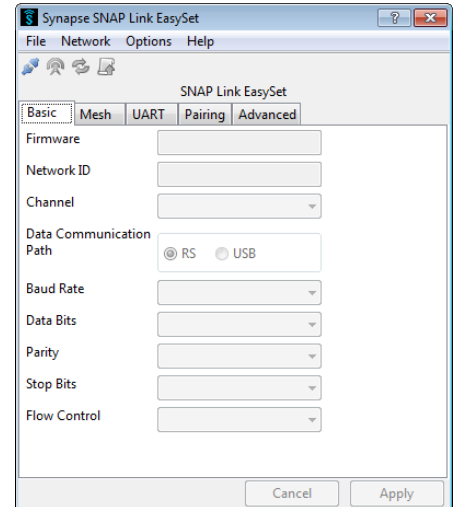 Synapse SNAP Link EasySet
File Network Options Help
SNAP Link EasySet
Basic Mesh UART Pairing Advanced
Firmware
Network ID
Channel
Data Communication
Path
RS USB
Baud Rate
Data Bits
Parity
Stop Bits
Flow Control
Cancel Apply